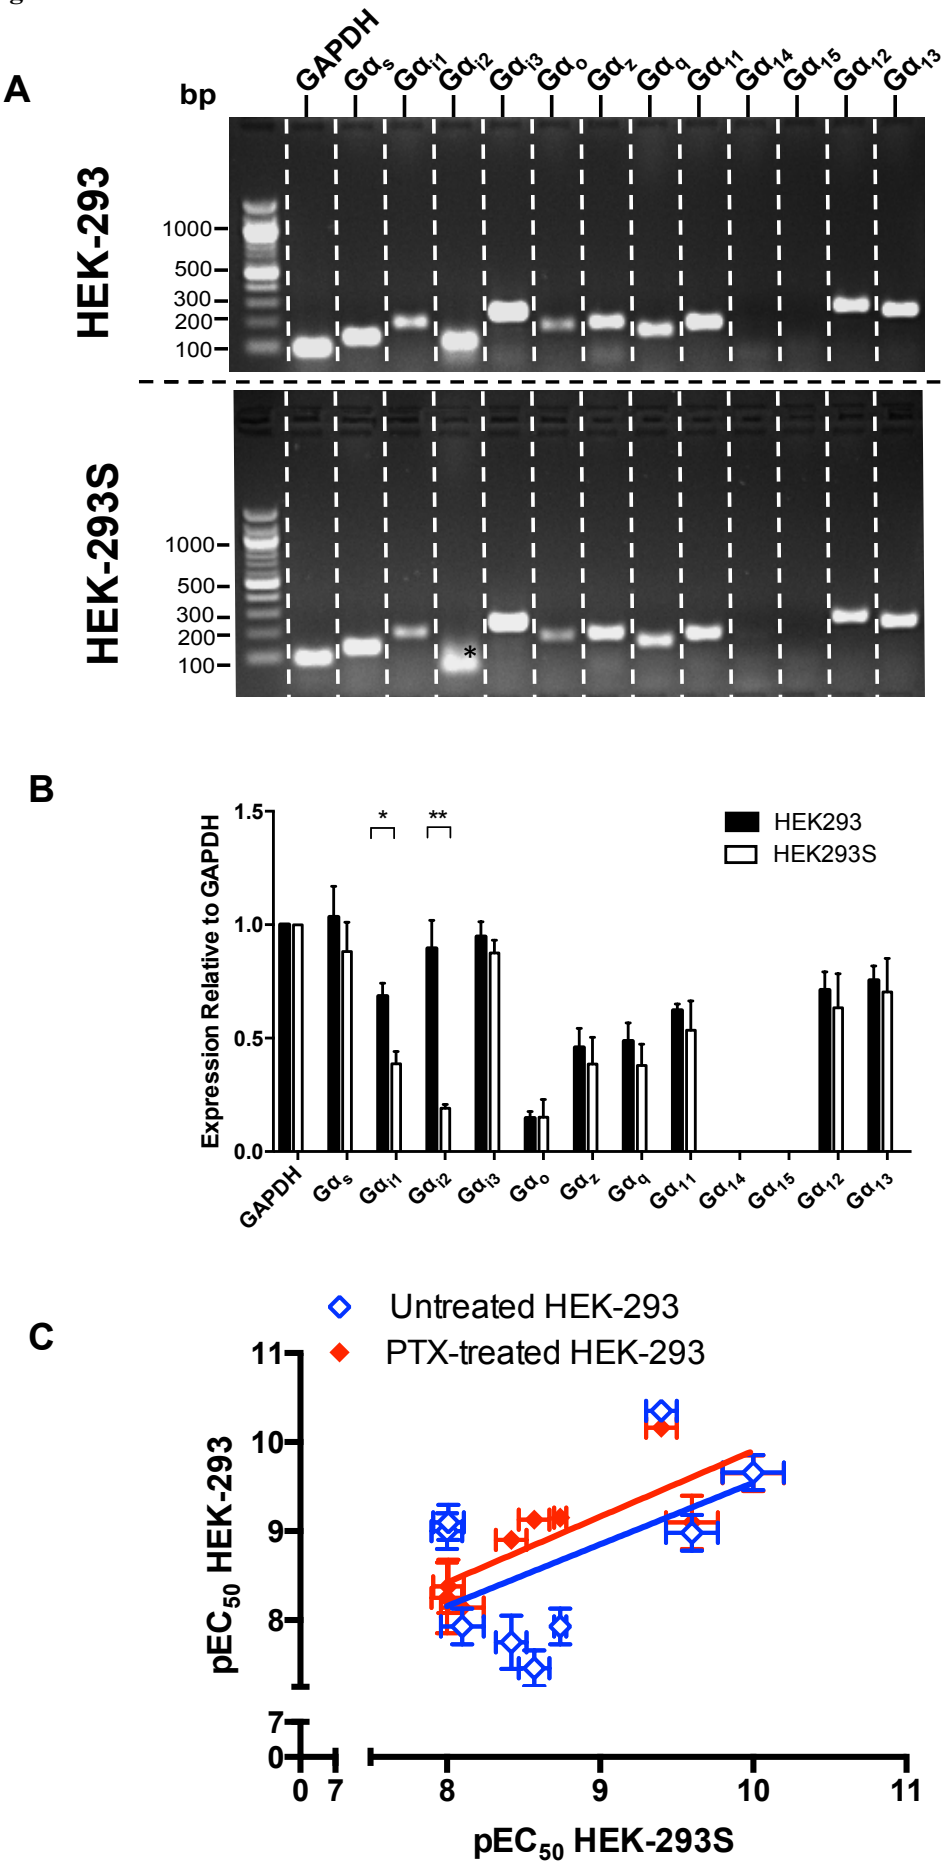 g
A
bp
GAPDH Gαs Gαi1 Gαi2 Gαi3 Gαo Gαz Gαq Gα11 Gα14 Gα15 Gα12 Gα13
HEK-293
1000
500
300
200
100
HEK-293S
1000
500
300
200
100
*
B
Expression Relative to GAPDH
1.5
1.0
0.5
0.0
* **
HEK293
HEK293S
GAPDH Gαs Gαi1 Gαi2 Gαi3 Gαo Gαz Gαq Gα11 Gα14 Gα15 Gα12 Gα13
C
Untreated HEK-293
PTX-treated HEK-293
pEC50 HEK-293
11
10
9
8
7
0
0 7 8 9 10 11
pEC50 HEK-293S